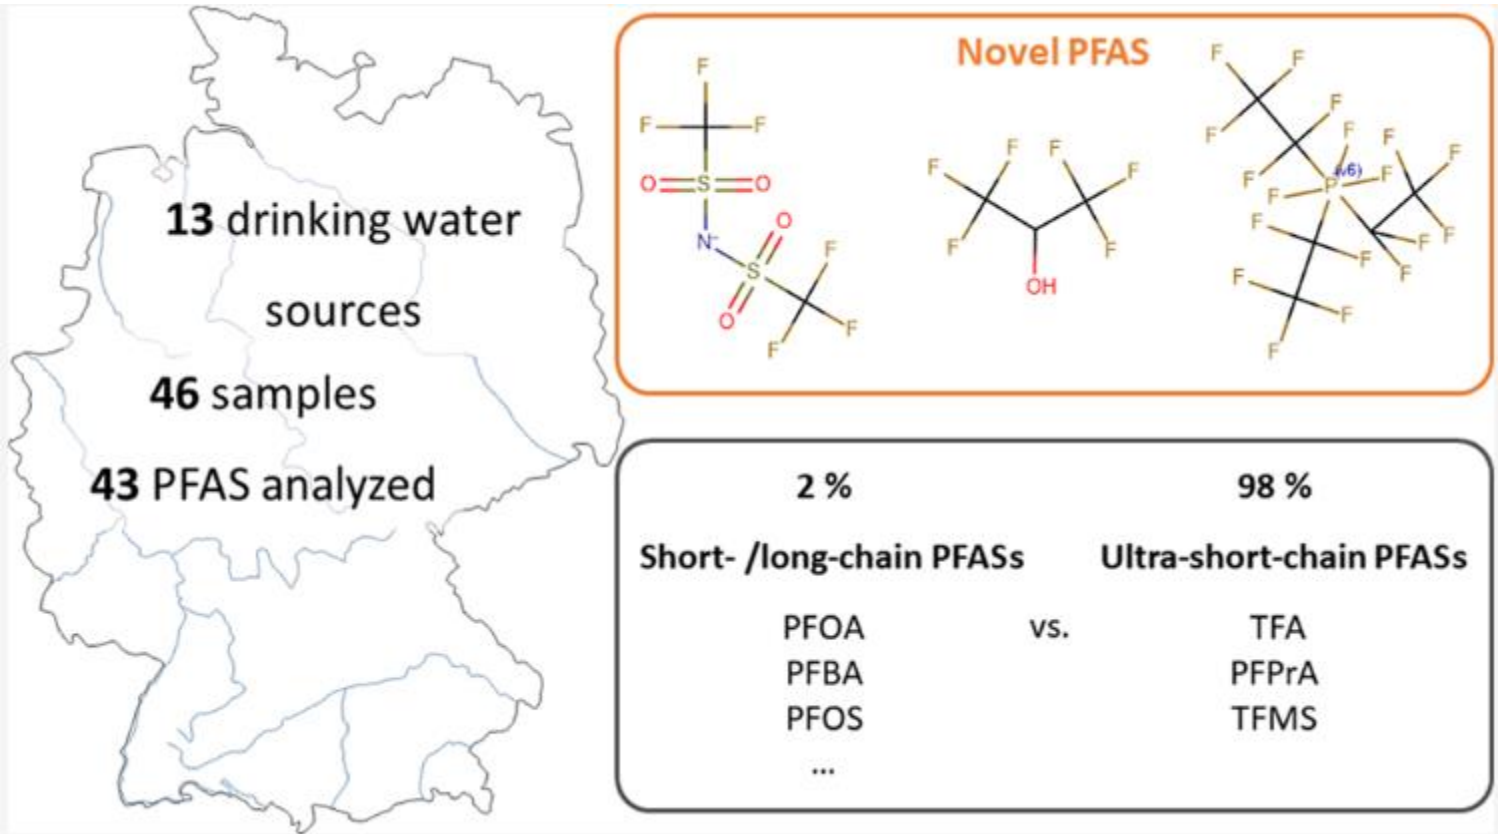 13 drinking water
sources
46 samples
43 PFAS analyzed
Novel PFAS
F
F F
O S O
N-
O
S
O
F
F
F
F F F F
F F
OH
F F
F
F
F
F F
P (v6) F
F
F
F
F
F
F
F
F
F
F
F
2 % 98 %
Short- /long-chain PFASs Ultra-short-chain PFASs
PFOA vs. TFA
PFBA PFPrA
PFOS TFMS
...